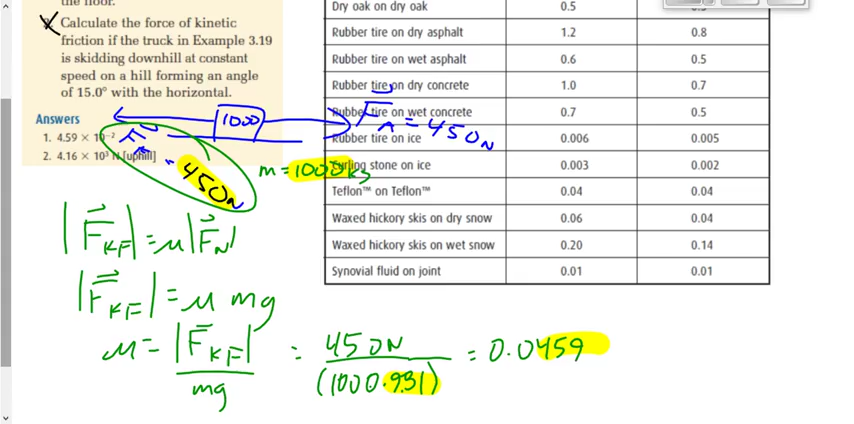 the floor.
2. Calculate the force of kinetic
friction if the truck in Example 3.19
is skidding downhill at constant
speed on a hill forming an angle
of 15.0° with the horizontal.
Answers
1. 4.59 × 10⁻²
2. 4.16 × 10³ N [uphill]
Dry oak on dry oak 0.5
Rubber tire on dry asphalt 1.2 0.8
Rubber tire on wet asphalt 0.6 0.5
Rubber tire on dry concrete 1.0 0.7
Rubber tire on wet concrete 0.7 0.5
Rubber tire on ice 0.006 0.005
Curling stone on ice 0.003 0.002
Teflon™ on Teflon™ 0.04 0.04
Waxed hickory skis on dry snow 0.06 0.04
Waxed hickory skis on wet snow 0.20 0.14
Synovial fluid on joint 0.01 0.01
1000
F⃗A = 450N
= 450N
m = 1000kg
|F⃗KF| = μ|F⃗N|
|F⃗KF| = μ mg
μ = |F⃗KF| / mg = 450N / (1000·9.81) = 0.0459